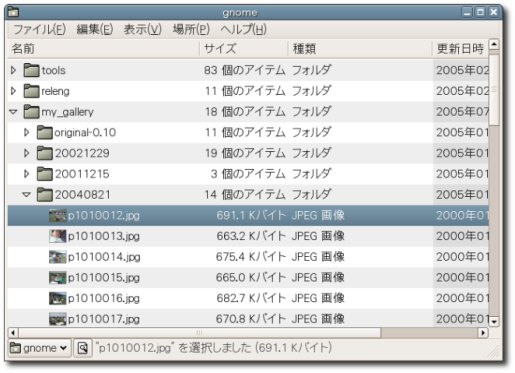 gnome
ファイル(F) 編集(E) 表示(V) 場所(P) ヘルプ(H)
名前 サイズ 種類 更新日時
tools 83 個のアイテム フォルダ 2005年02
releng 11 個のアイテム フォルダ 2005年02
my_gallery 18 個のアイテム フォルダ 2005年07
original-0.10 11 個のアイテム フォルダ 2005年01
20021229 19 個のアイテム フォルダ 2005年01
20011215 3 個のアイテム フォルダ 2005年01
20040821 14 個のアイテム フォルダ 2005年01
p1010012.jpg 691.1 Kバイト JPEG 画像 2000年01
p1010013.jpg 663.2 Kバイト JPEG 画像 2000年01
p1010014.jpg 675.4 Kバイト JPEG 画像 2000年01
p1010015.jpg 665.0 Kバイト JPEG 画像 2000年01
p1010016.jpg 682.7 Kバイト JPEG 画像 2000年01
p1010017.jpg 670.8 Kバイト JPEG 画像 2000年01
gnome "p1010012.jpg" を選択しました (691.1 Kバイト)